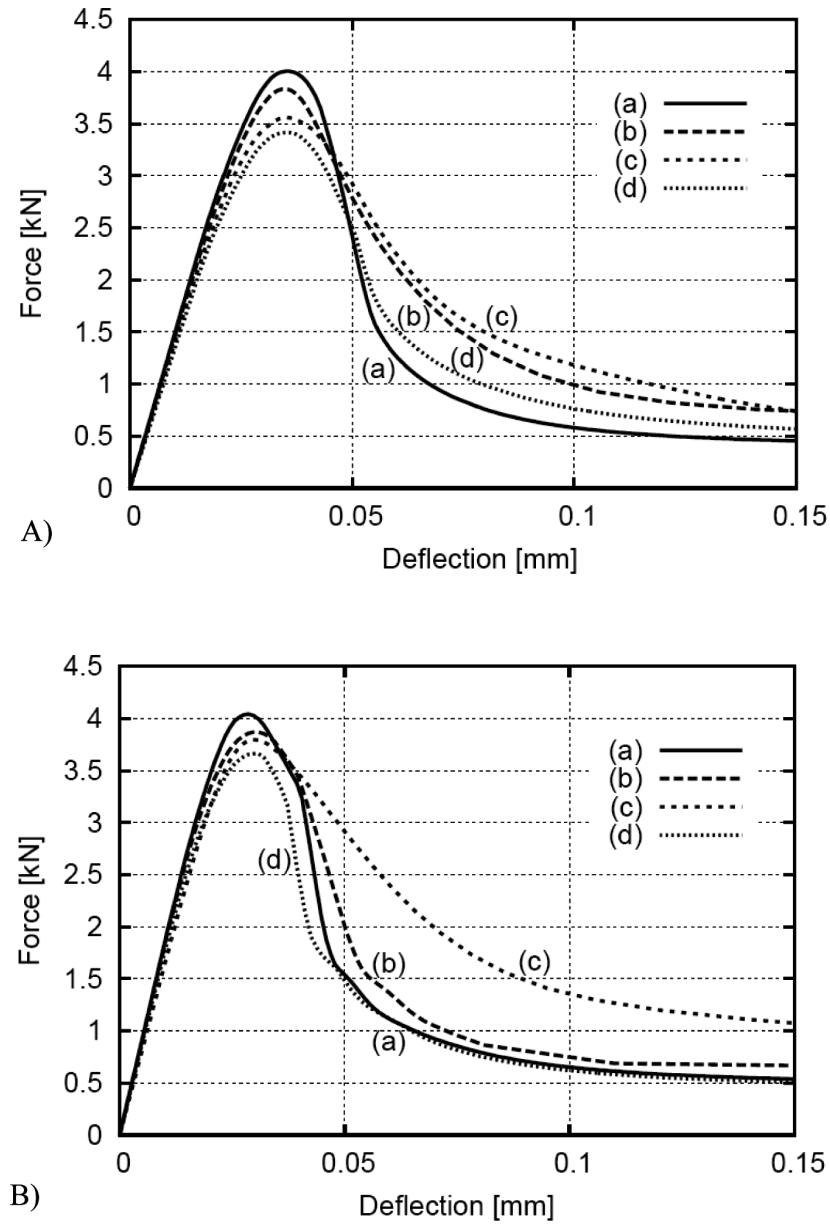 4.5
4
3.5
3
2.5
2
1.5
1
0.5
0
Force [kN]
(a)
(b)
(c)
(d)
(b)
(c)
(d)
(a)
0 0.05 0.1 0.15
Deflection [mm]
A)
4.5
4
3.5
3
2.5
2
1.5
1
0.5
0
Force [kN]
(a)
(b)
(c)
(d)
(d)
(b)
(c)
(a)
0 0.05 0.1 0.15
Deflection [mm]
B)